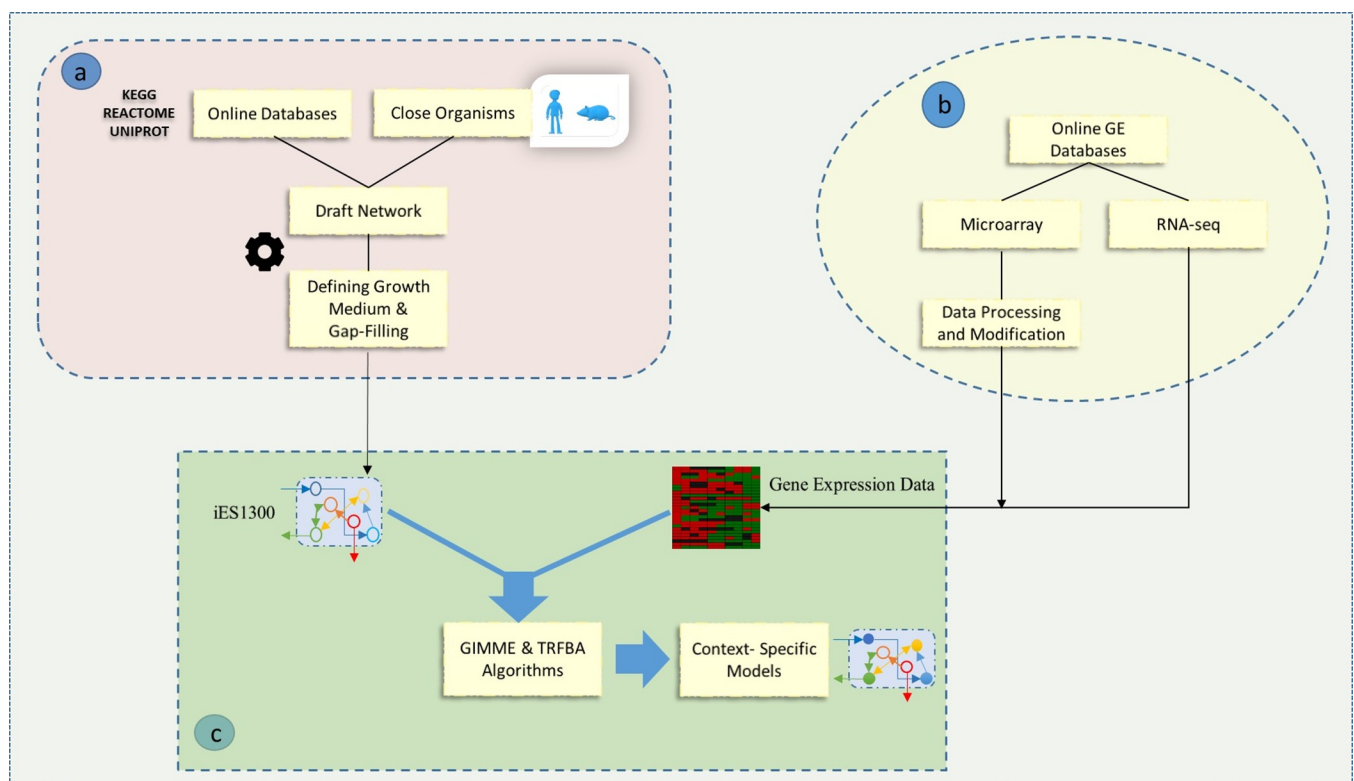 a
KEGG
REACTOME
UNIPROT
Online Databases
Close Organisms
Draft Network
Defining Growth
Medium &
Gap-Filling
b
Online GE
Databases
Microarray
RNA-seq
Data Processing
and Modification
iES1300
Gene Expression Data
GIMME & TRFBA
Algorithms
Context- Specific
Models
c